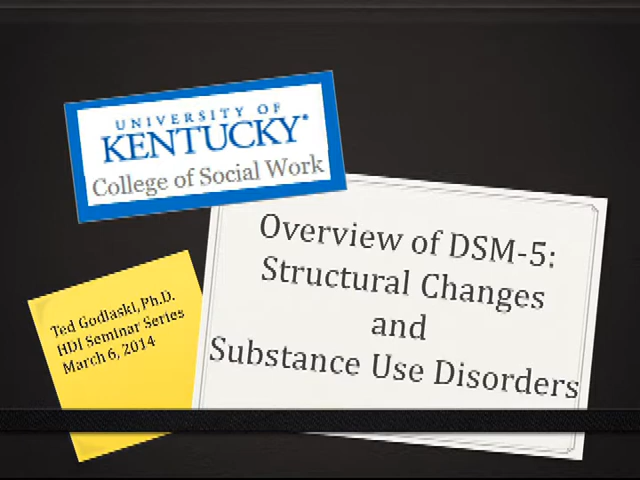 UNIVERSITY OF
KENTUCKY®
College of Social Work
Overview of DSM-5:
Structural Changes
and
Substance Use Disorders
Ted Godlaski, Ph.D.
HDI Seminar Series
March 6, 2014